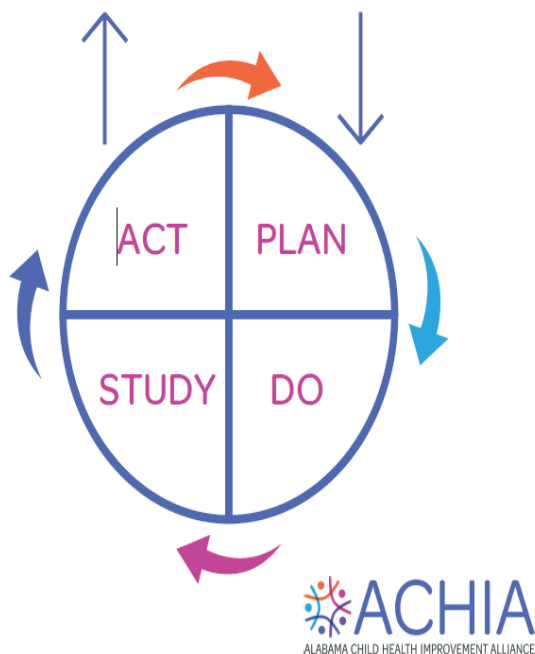 ACT PLAN
STUDY DO
ACHIA
ALABAMA CHILD HEALTH IMPROVEMENT ALLIANCE